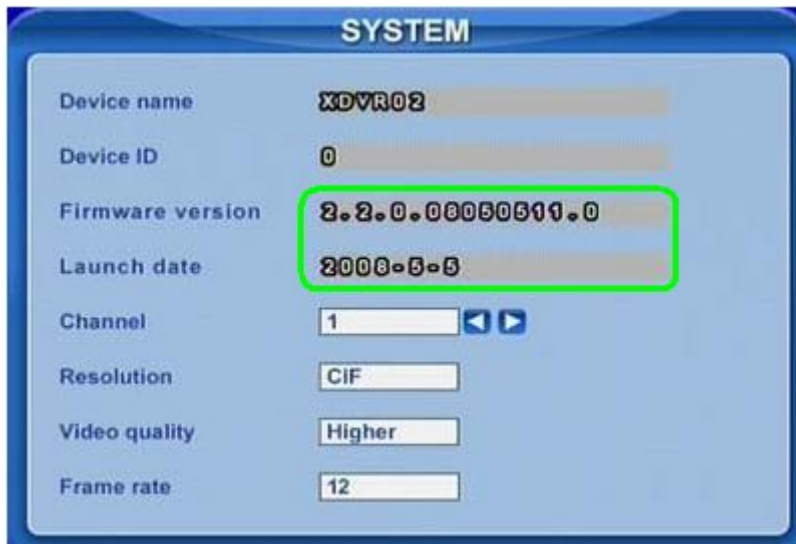 SYSTEM
Device name XDVR02
Device ID 0
Firmware version 2.2.0.08050511.0
Launch date 2008-5-5
Channel 1
Resolution CIF
Video quality Higher
Frame rate 12